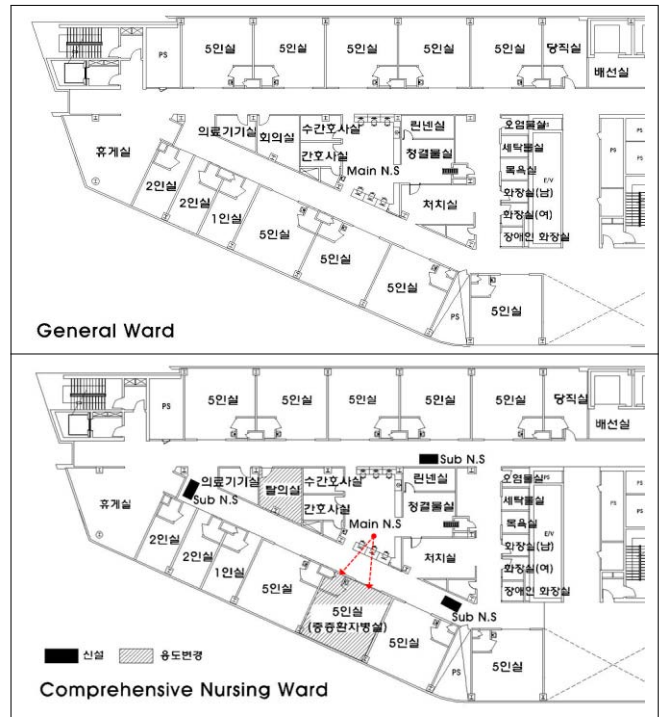 PS
5인실
5인실
5인실
5인실
5인실
당직실
배선실
의료기기실
회의실
수간호사실
간호사실
Main N.S
린넨실
청결물실
처치실
오염물실
세탁물실
목욕실
화장실(남)
화장실(여)
장애인 화장실
E/V
PS
PS
PS
휴게실
2인실
2인실
1인실
5인실
5인실
5인실
PS
5인실
General Ward
PS
5인실
5인실
5인실
5인실
5인실
당직실
배선실
Sub N.S
의료기기실
Sub N.S
탈의실
수간호사실
간호사실
Main N.S
린넨실
청결물실
처치실
오염물실
세탁물실
목욕실
화장실(남)
화장실(여)
장애인 화장실
E/V
PS
PS
PS
휴게실
2인실
2인실
1인실
5인실
5인실
(중증환자병실)
5인실
Sub N.S
PS
5인실
신설
용도변경
Comprehensive Nursing Ward